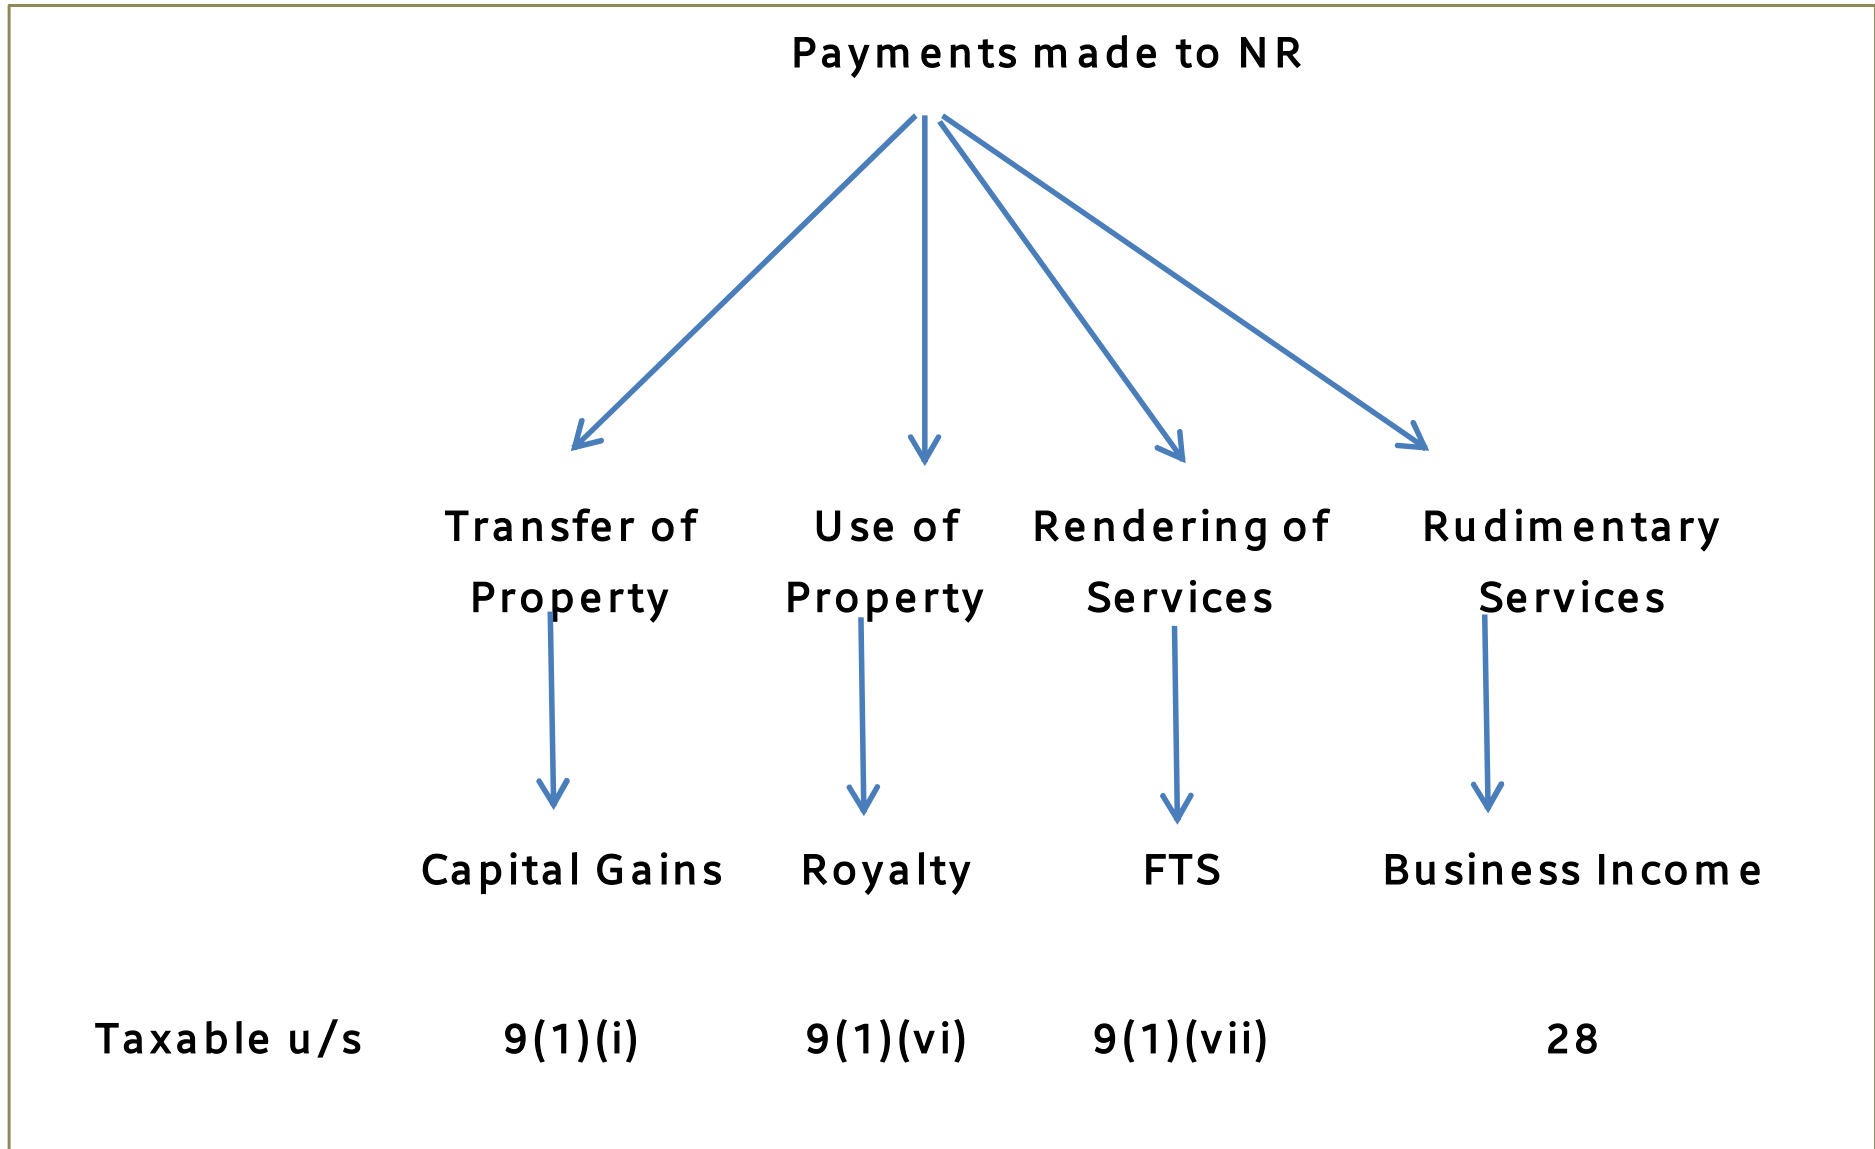 Payments made to NR
Transfer of Use of Rendering of Rudimentary
Property Property Services Services
Capital Gains Royalty FTS Business Income
Taxable u/s 9(1)(i) 9(1)(vi) 9(1)(vii) 28